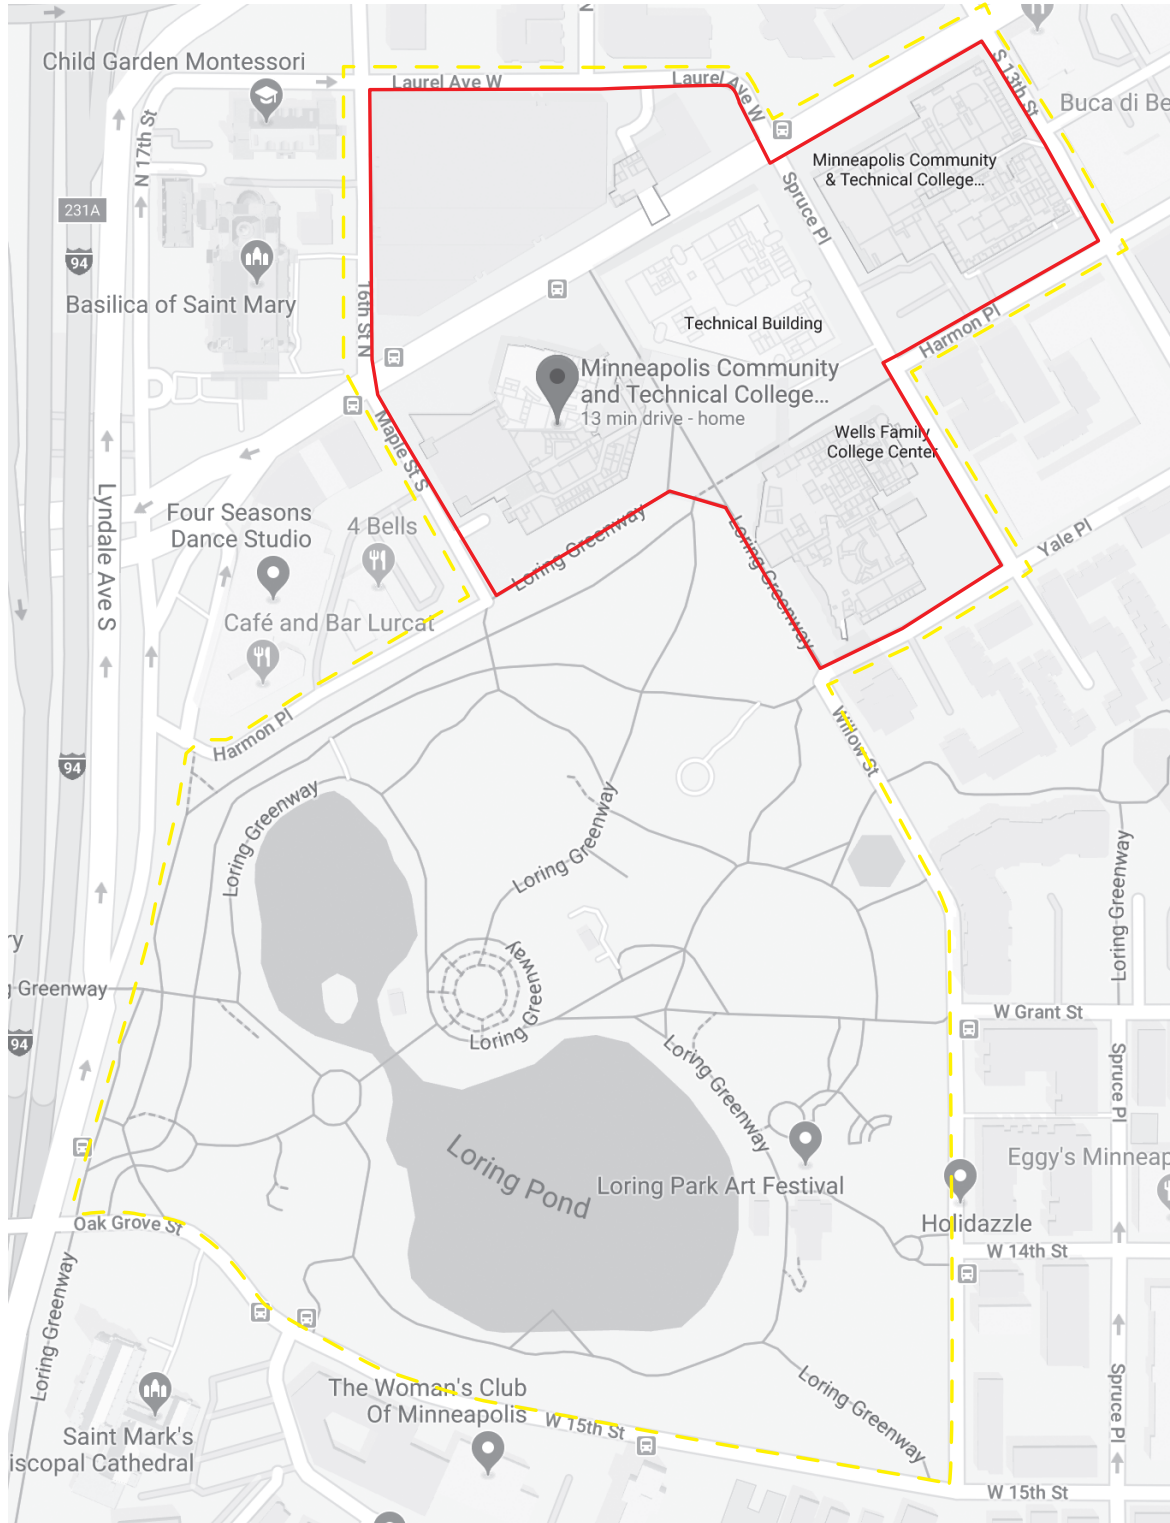 Child Garden Montessori
Laurel Ave W
Laurel Ave W
S 13th St
Buca di Be
N 17th St
Minneapolis Community
& Technical College...
231A
94
Spruce Pl
Basilica of Saint Mary
16th St N
Technical Building
Harmon Pl
Minneapolis Community
and Technical College...
13 min drive - home
Maple St S
Wells Family
College Center
Lyndale Ave S
Four Seasons
Dance Studio
4 Bells
Loring Greenway
Loring Greenway
Yale Pl
Café and Bar Lurcat
Harmon Pl
Willow St
94
Loring Greenway
Loring Greenway
Loring Greenway
ry
g Greenway
Loring Greenway
Loring Greenway
W Grant St
94
Loring Greenway
Spruce Pl
Loring Pond
Loring Park Art Festival
Eggy's Minneap
Holidazzle
Oak Grove St
W 14th St
Loring Greenway
The Woman's Club
Of Minneapolis
W 15th St
Loring Greenway
Spruce Pl
Saint Mark's
iscopal Cathedral
W 15th St